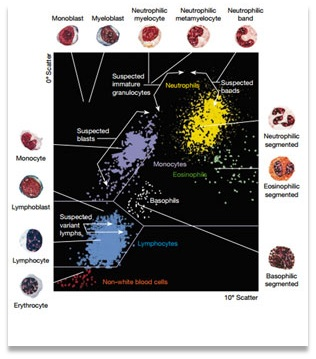 Monoblast
Myeloblast
Neutrophilic
myelocyte
Neutrophilic
metamyelocyte
Neutrophilic
band
0° Scatter
Suspected
immature
granulocytes
Neutrophils
Suspected
bands
Suspected
blasts
Monocytes
Eosinophils
Basophils
Suspected
variant
lymphs
Lymphocytes
Non-white blood cells
10° Scatter
Monocyte
Lymphoblast
Lymphocyte
Erythrocyte
Neutrophilic
segmented
Eosinophilic
segmented
Basophilic
segmented